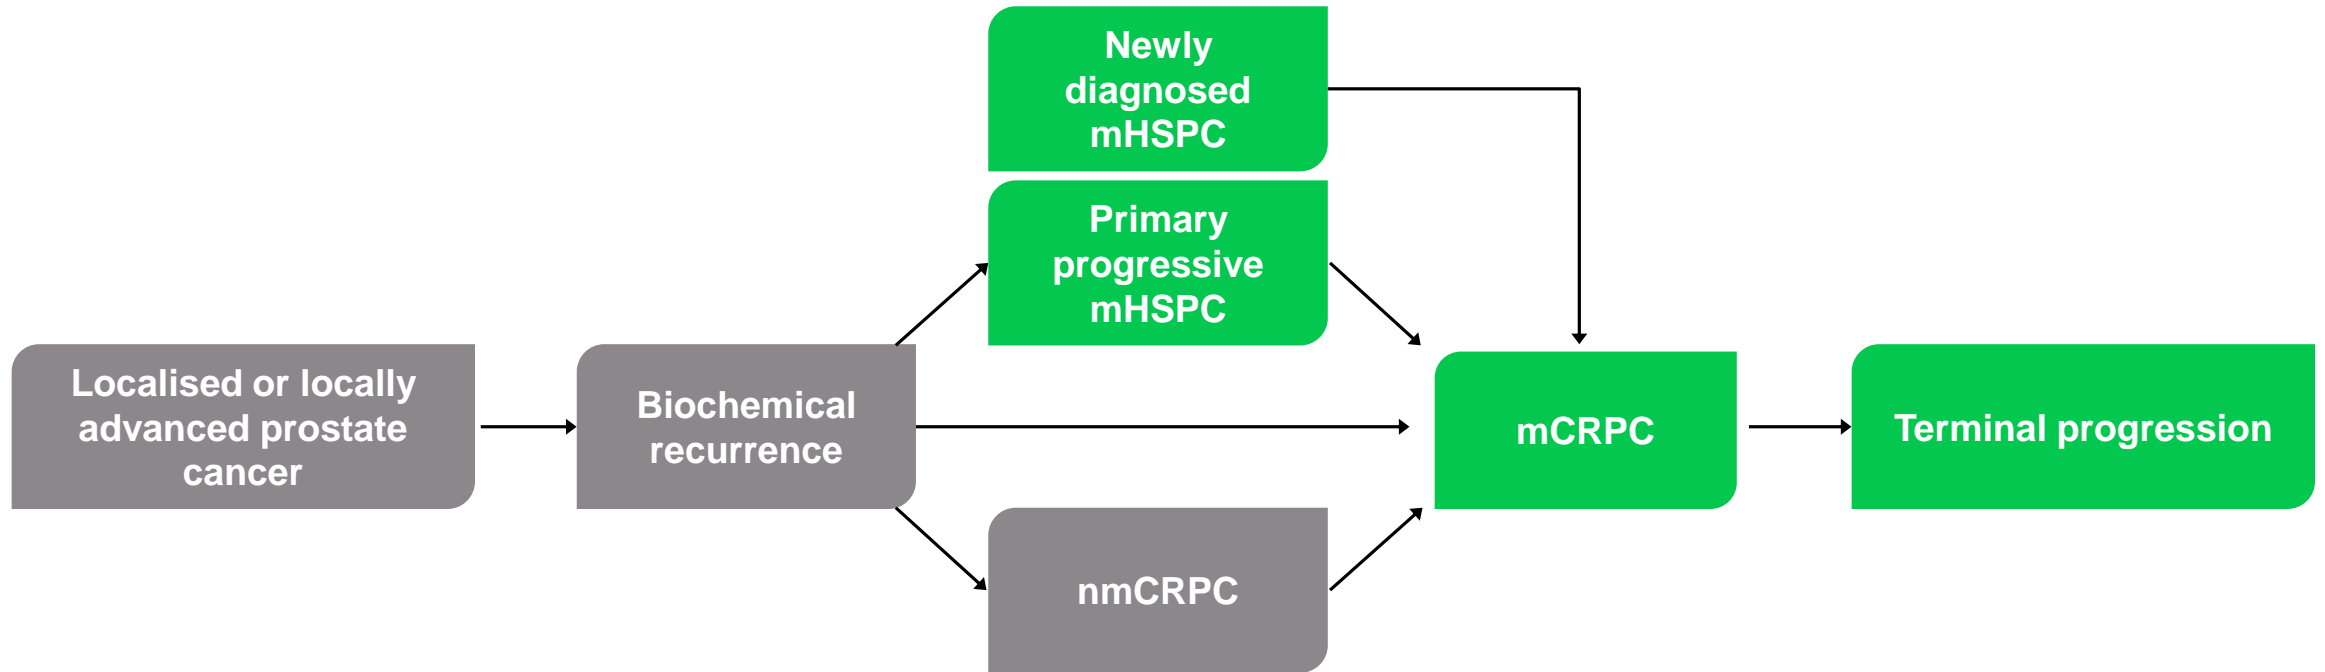 Newly
diagnosed
mHSPC
Primary
progressive
mHSPC
Localised or locally
advanced prostate
cancer
Biochemical
recurrence
mCRPC
Terminal progression
nmCRPC